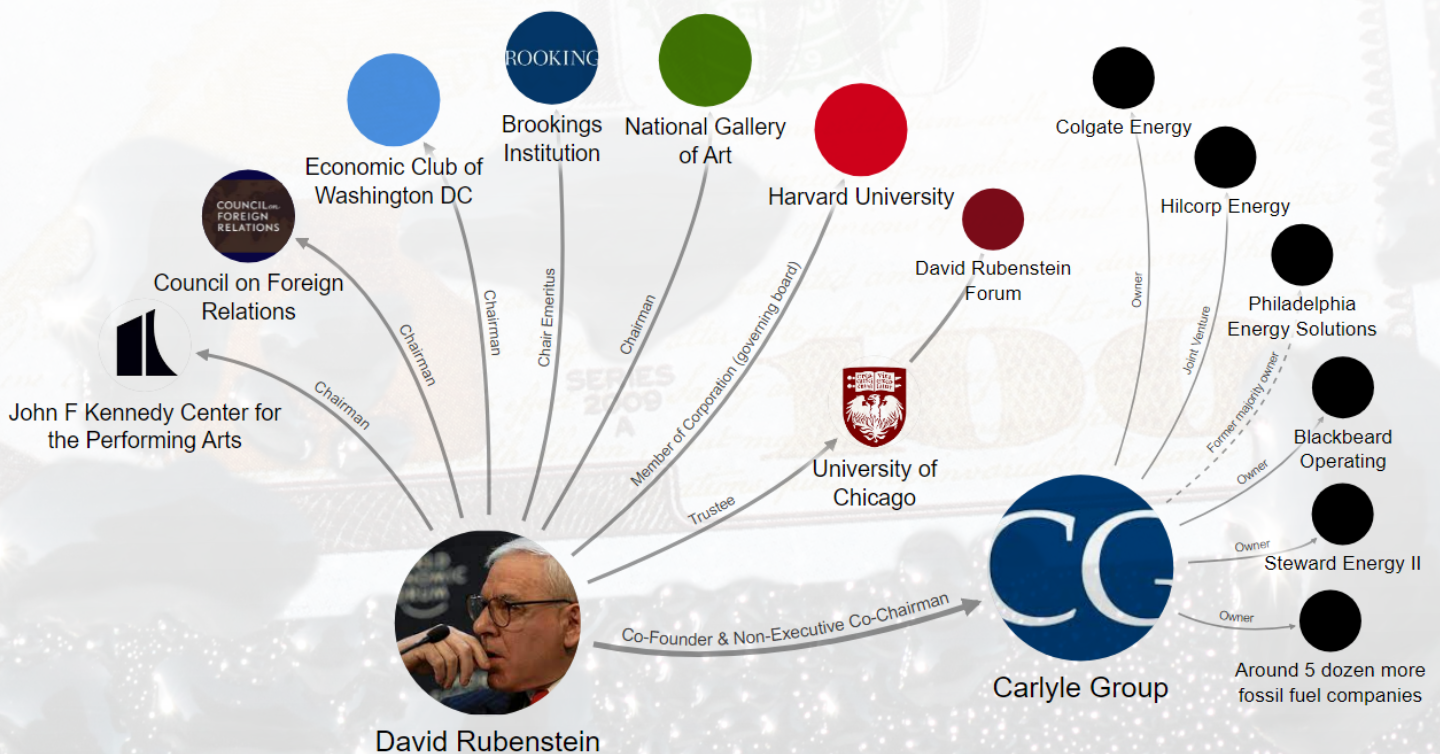 ROOKING
Brookings
Institution
National Gallery
of Art
Economic Club of
Washington DC
COUNCIL on
FOREIGN
RELATIONS
Council on Foreign
Relations
John F Kennedy Center for
the Performing Arts
Harvard University
David Rubenstein
Forum
University of
Chicago
Colgate Energy
Hilcorp Energy
Philadelphia
Energy Solutions
Blackbeard
Operating
Steward Energy II
Around 5 dozen more
fossil fuel companies
Chairman
Chairman
Chairman
Chair Emeritus
Chairman
Member of Corporation (governing board)
Trustee
Co-Founder & Non-Executive Co-Chairman
Owner
Joint Venture
Former majority owner
Owner
Owner
Owner
SERIES
2009
A
100
CG
Carlyle Group
David Rubenstein